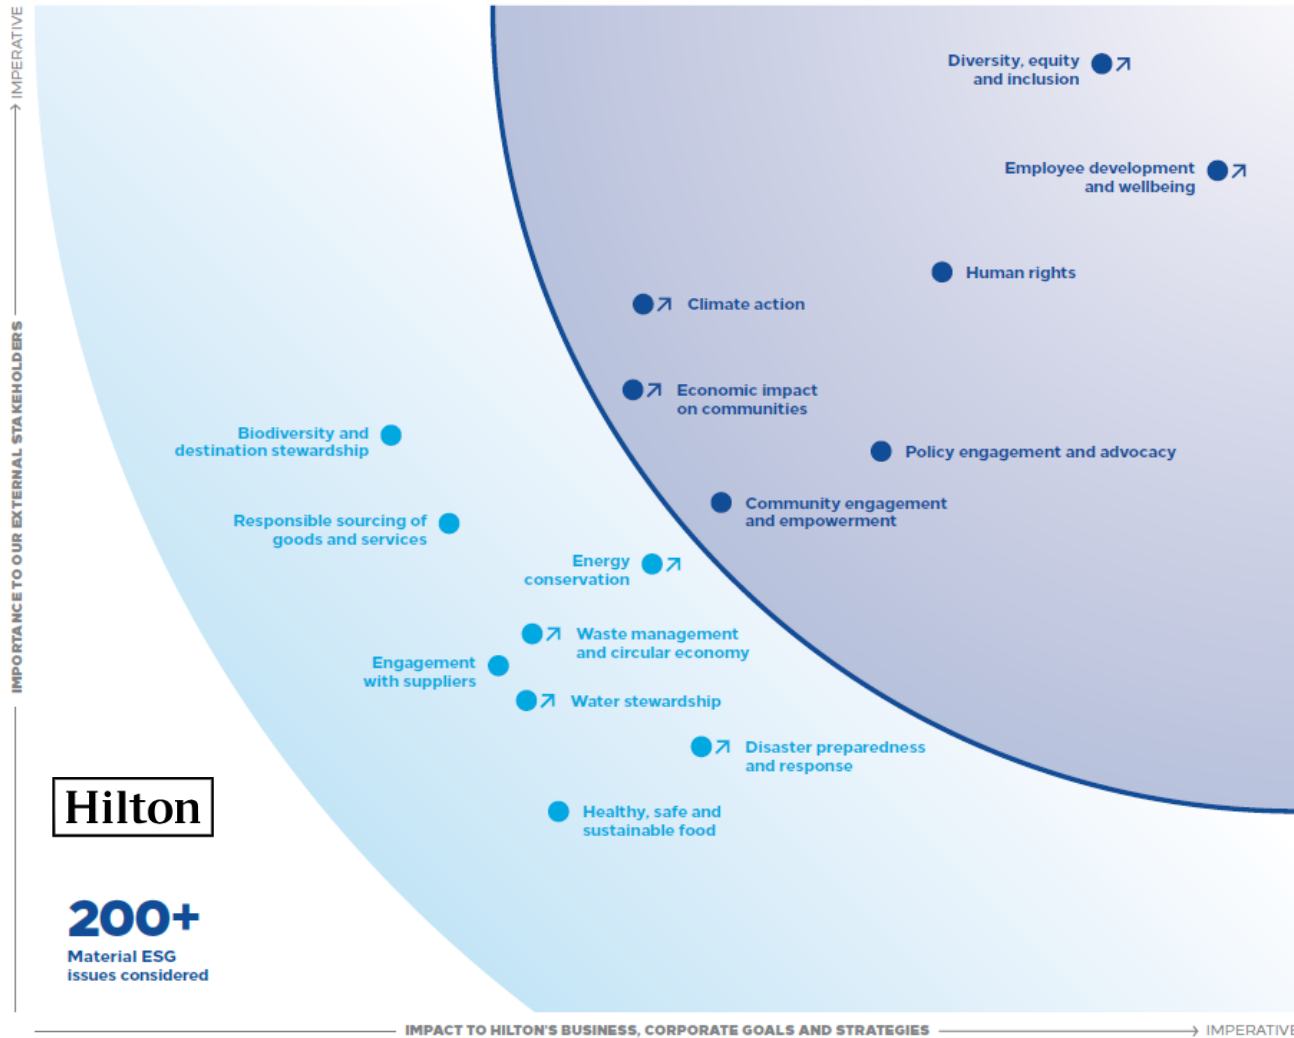 IMPERATIVE
IMPORTANCE TO OUR EXTERNAL STAKEHOLDERS
Diversity, equity
and inclusion
Employee development
and wellbeing
Human rights
Climate action
Economic impact
on communities
Biodiversity and
destination stewardship
Policy engagement and advocacy
Community engagement
and empowerment
Responsible sourcing of
goods and services
Energy
conservation
Waste management
and circular economy
Engagement
with suppliers
Water stewardship
Disaster preparedness
and response
Healthy, safe and
sustainable food
Hilton
200+
Material ESG
issues considered
IMPACT TO HILTON'S BUSINESS, CORPORATE GOALS AND STRATEGIES
IMPERATIVE